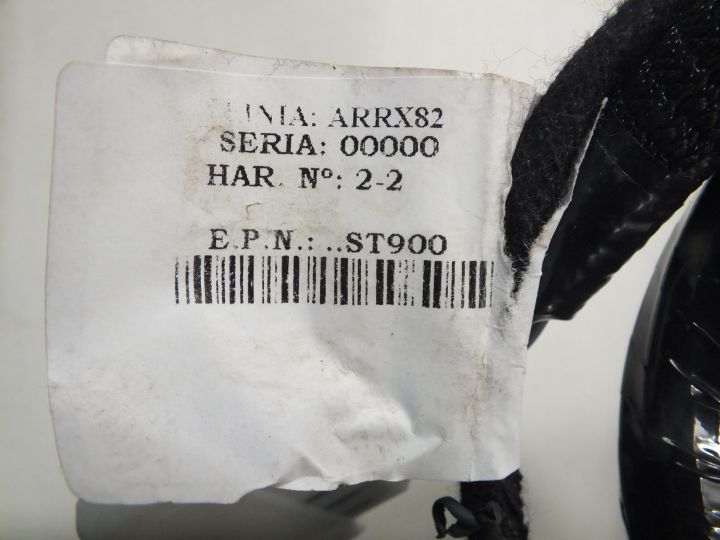 ARRX82
SERIA: 00000
HAR. Nº: 2-2
E.P.N.: ..ST900